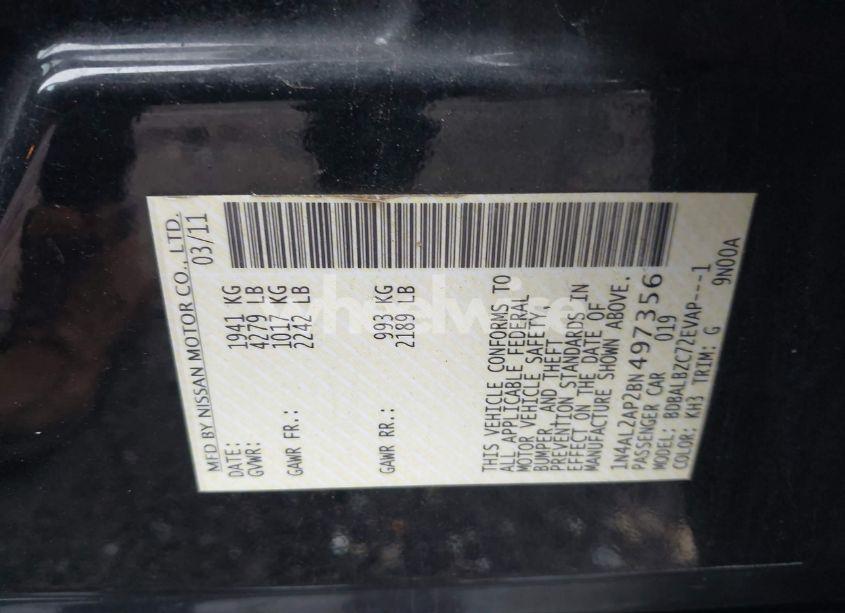 MFD BY NISSAN MOTOR CO., LTD.
DATE: 03/11
GVWR: 1941 KG
4279 LB
GAWR FR.: 1017 KG
2242 LB
GAWR RR.: 993 KG
2189 LB
THIS VEHICLE CONFORMS TO
ALL APPLICABLE FEDERAL
MOTOR VEHICLE SAFETY,
BUMPER, AND THEFT
PREVENTION STANDARDS IN
EFFECT ON THE DATE OF
MANUFACTURE SHOWN ABOVE.
1N4AL2AP2BN497356
PASSENGER CAR 019
MODEL: BDBALBZC72EVAP---1
COLOR: KH3 TRIM: G 9N00A
wheelwise